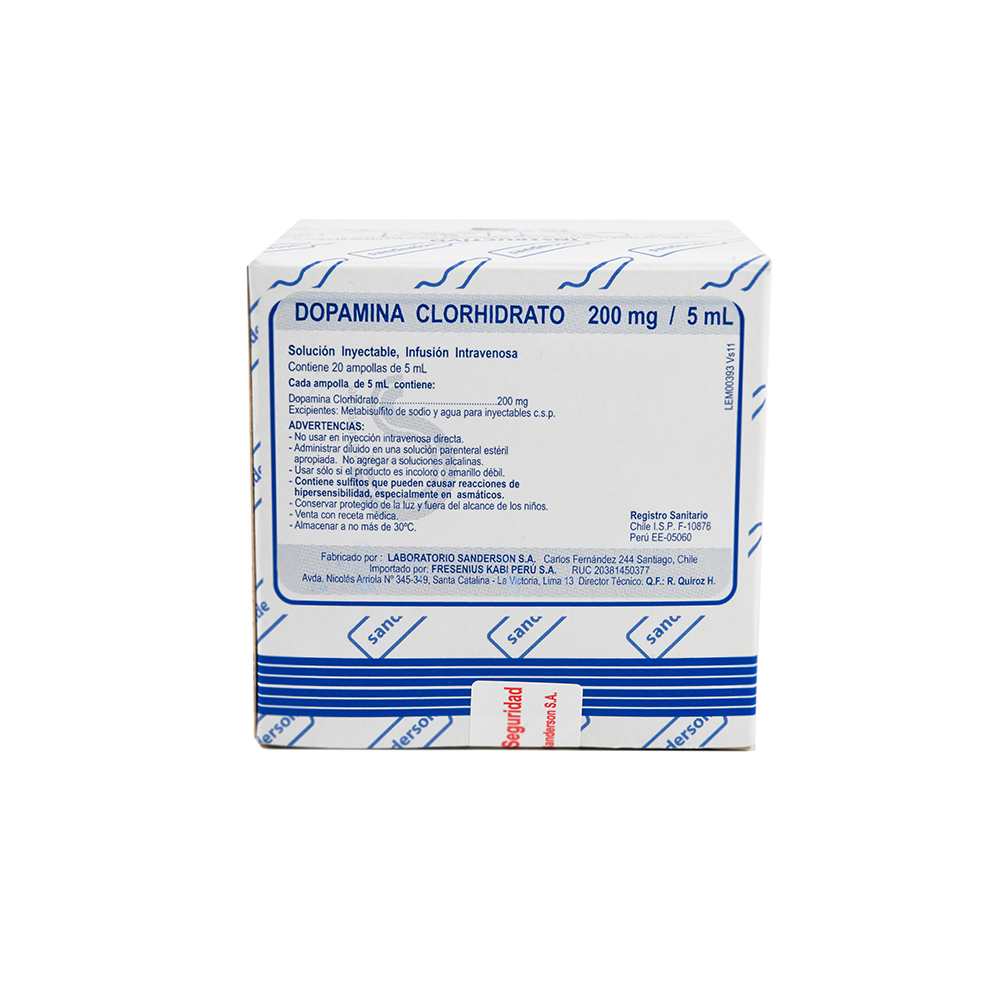 DOPAMINA CLORHIDRATO 200 mg / 5 mL
Solución Inyectable, Infusión Intravenosa
Contiene 20 ampollas de 5 mL
Cada ampolla de 5 mL contiene:
Dopamina Clorhidrato..........................................200 mg
Excipientes: Metabisulfito de sodio y agua para inyectables c.s.p.
ADVERTENCIAS:
- No usar en inyección intravenosa directa.
- Administrar diluido en una solución parenteral estéril
apropiada. No agregar a soluciones alcalinas.
- Usar sólo si el producto es incoloro o amarillo débil.
- Contiene sulfitos que pueden causar reacciones de
hipersensibilidad, especialmente en asmáticos.
- Conservar protegido de la luz y fuera del alcance de los niños.
- Venta con receta médica.
- Almacenar a no más de 30ºC.
LEM00393 Vs11
Registro Sanitario
Chile I.S.P. F-10876
Perú EE-05060
Fabricado por : LABORATORIO SANDERSON S.A. Carlos Fernández 244 Santiago, Chile
Importado por: FRESENIUS KABI PERÚ S.A. RUC 20381450377
Avda. Nicolás Arriola Nº 345-349, Santa Catalina - La Victoria, Lima 13 Director Técnico: Q.F.: R. Quiroz H.
sand
sand
sand
derson
derson
derson
Seguridad
sanderson S.A.